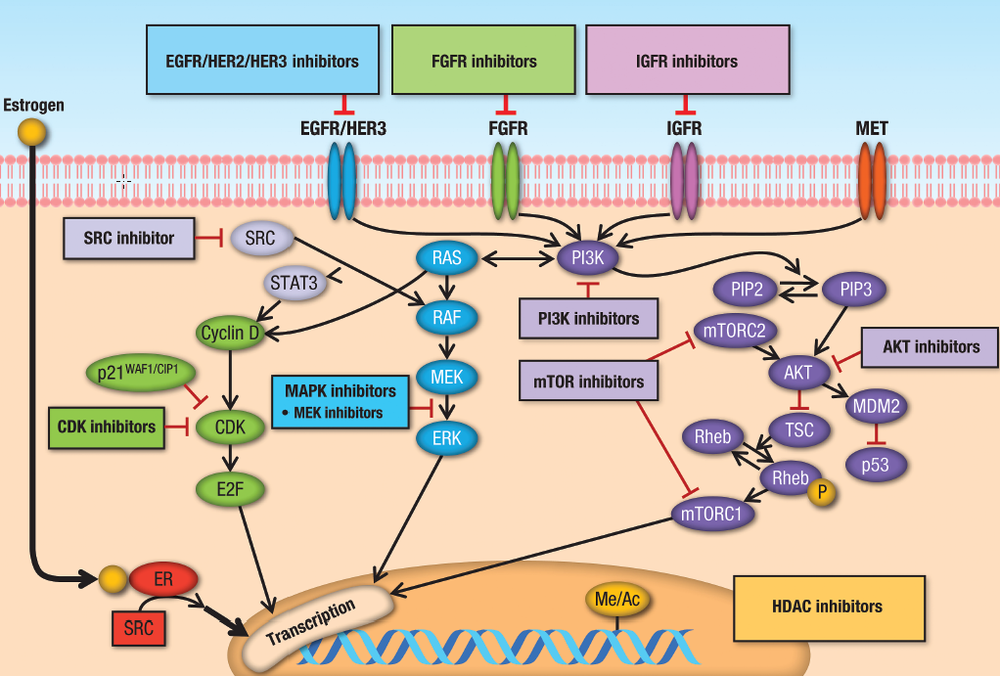 EGFR/HER2/HER3 inhibitors
FGFR inhibitors
IGFR inhibitors
Estrogen
EGFR/HER3
FGFR
IGFR
MET
SRC inhibitor
SRC
RAS
PI3K
STAT3
PIP2
PIP3
Cyclin D
RAF
PI3K inhibitors
mTORC2
AKT inhibitors
p21WAF1/CIP1
MEK
mTOR inhibitors
AKT
MAPK inhibitors
• MEK inhibitors
MDM2
CDK inhibitors
CDK
ERK
Rheb
TSC
p53
E2F
Rheb
P
mTORC1
ER
SRC
Transcription
Me/Ac
HDAC inhibitors